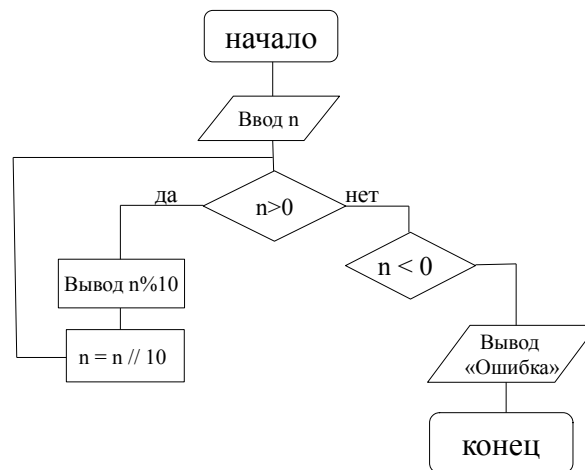 начало
Ввод n
да
нет
n>0
n < 0
Вывод n%10
n = n // 10
Вывод
«Ошибка»
конец